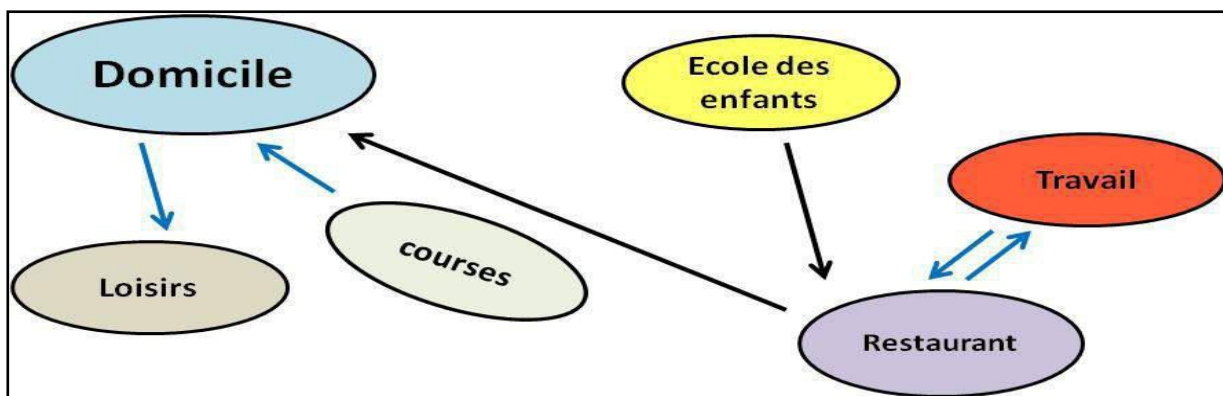 Domicile
Ecole des
enfants
Travail
courses
Loisirs
Restaurant